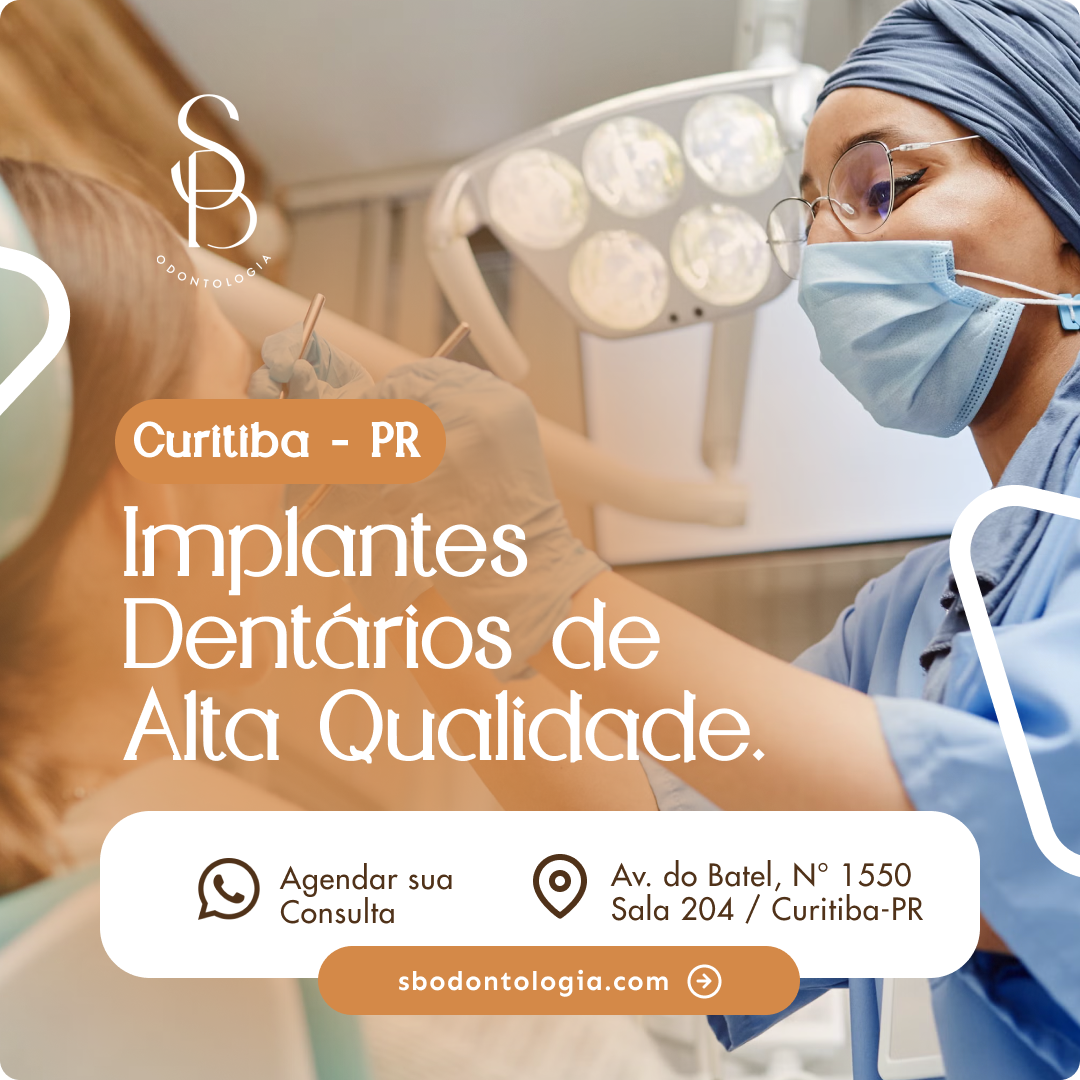 SB
ODONTOLOGIA
Curitiba - PR
Implantes
Dentários de
Alta Qualidade.
Agendar sua
Consulta
Av. do Batel, N° 1550
Sala 204 / Curitiba-PR
sbodontologia.com